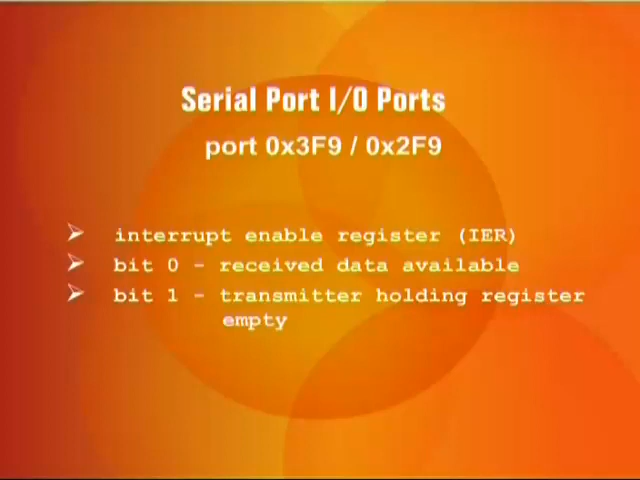 Serial Port I/O Ports
port 0x3F9 / 0x2F9
➢ interrupt enable register (IER)
➢ bit 0 - received data available
➢ bit 1 - transmitter holding register
empty